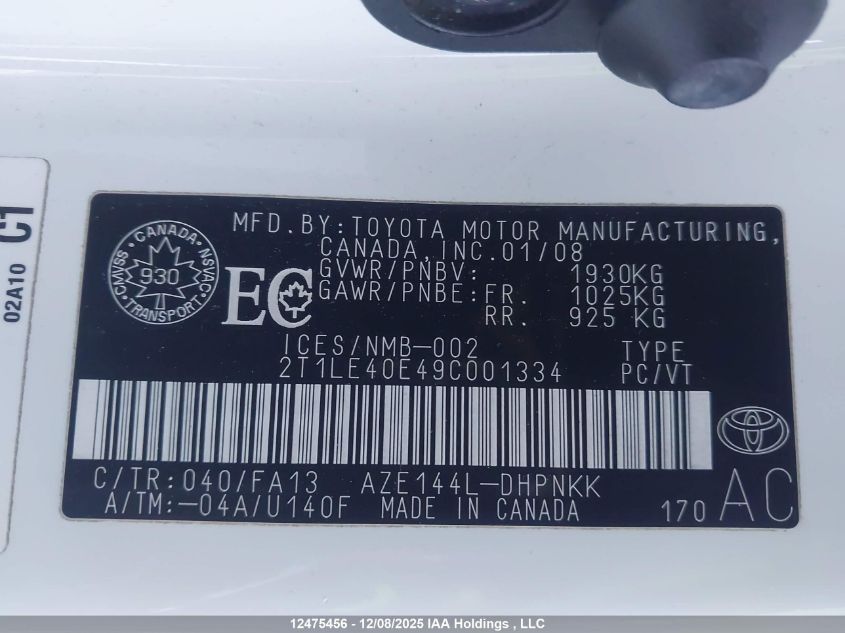 MFD.BY:TOYOTA MOTOR MANUFACTURING,
CANADA,INC.01/08
GVWR/PNBV: 1930KG
GAWR/PNBE:FR. 1025KG
RR. 925 KG
CANADA
CMVSS 930 NSVAC
TRANSPORT
EC
ICES/NMB-002 TYPE
2T1LE40E49C001334 PC/VT
C/TR:040/FA13 AZE144L-DHPNKK
A/TM:-04A/U140F MADE IN CANADA 170 AC
02A10
12475456 - 12/08/2025 IAA Holdings , LLC